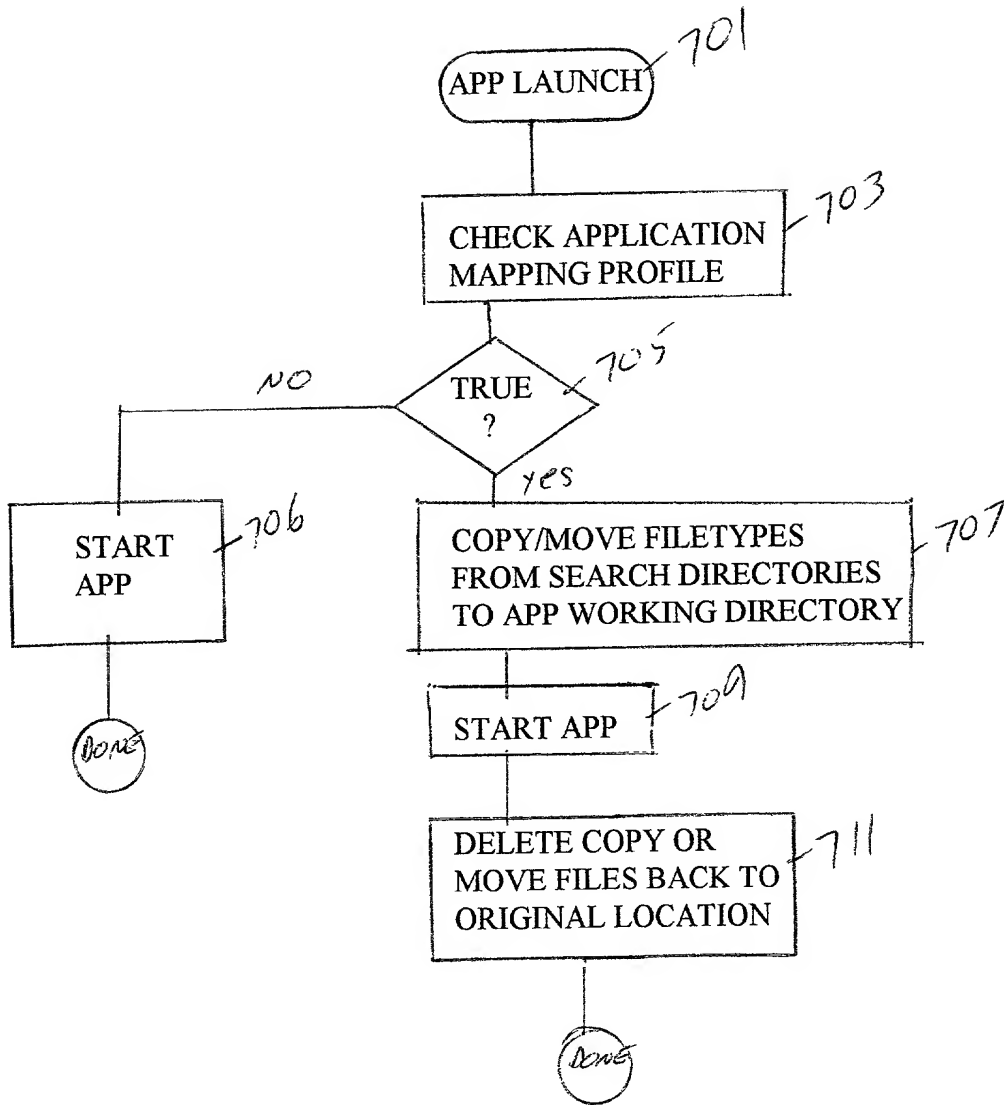 APP LAUNCH
701
CHECK APPLICATION
MAPPING PROFILE
703
TRUE
?
705
NO
yes
START
APP
706
COPY/MOVE FILETYPES
FROM SEARCH DIRECTORIES
TO APP WORKING DIRECTORY
707
START APP
709
DONE
DELETE COPY OR
MOVE FILES BACK TO
ORIGINAL LOCATION
711
DONE